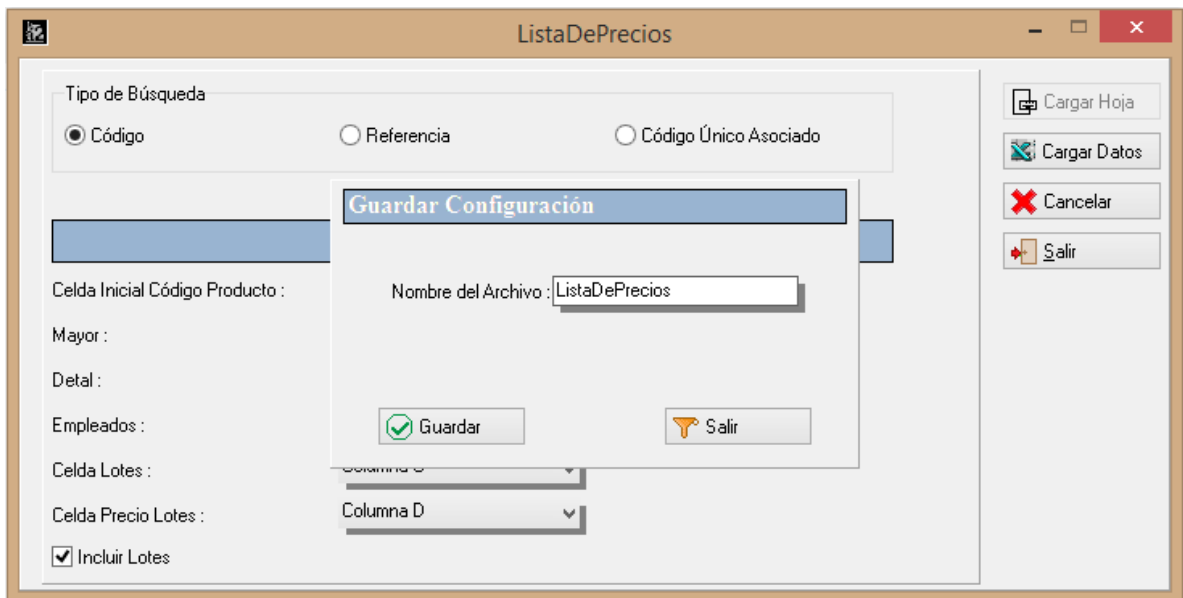 ListaDePrecios
Tipo de Búsqueda
Código
Referencia
Código Único Asociado
Cargar Hoja
Cargar Datos
Cancelar
Salir
Guardar Configuración
Nombre del Archivo : ListaDePrecios
Guardar
Salir
Celda Inicial Código Producto :
Mayor :
Detal :
Empleados :
Celda Lotes :
Celda Precio Lotes :
Columna D
Incluir Lotes